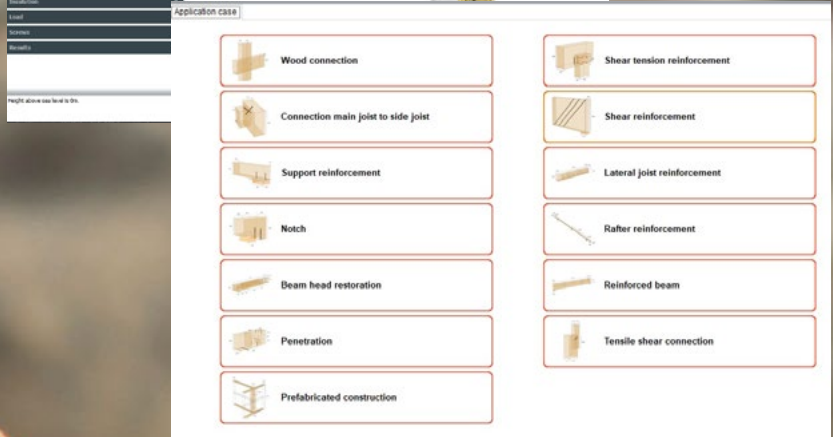 Load
Screws
Results
Height above sea level is 0m.
Application case
Wood connection
Connection main joist to side joist
Support reinforcement
Notch
Beam head restoration
Penetration
Prefabricated construction
Shear tension reinforcement
Shear reinforcement
Lateral joist reinforcement
Rafter reinforcement
Reinforced beam
Tensile shear connection